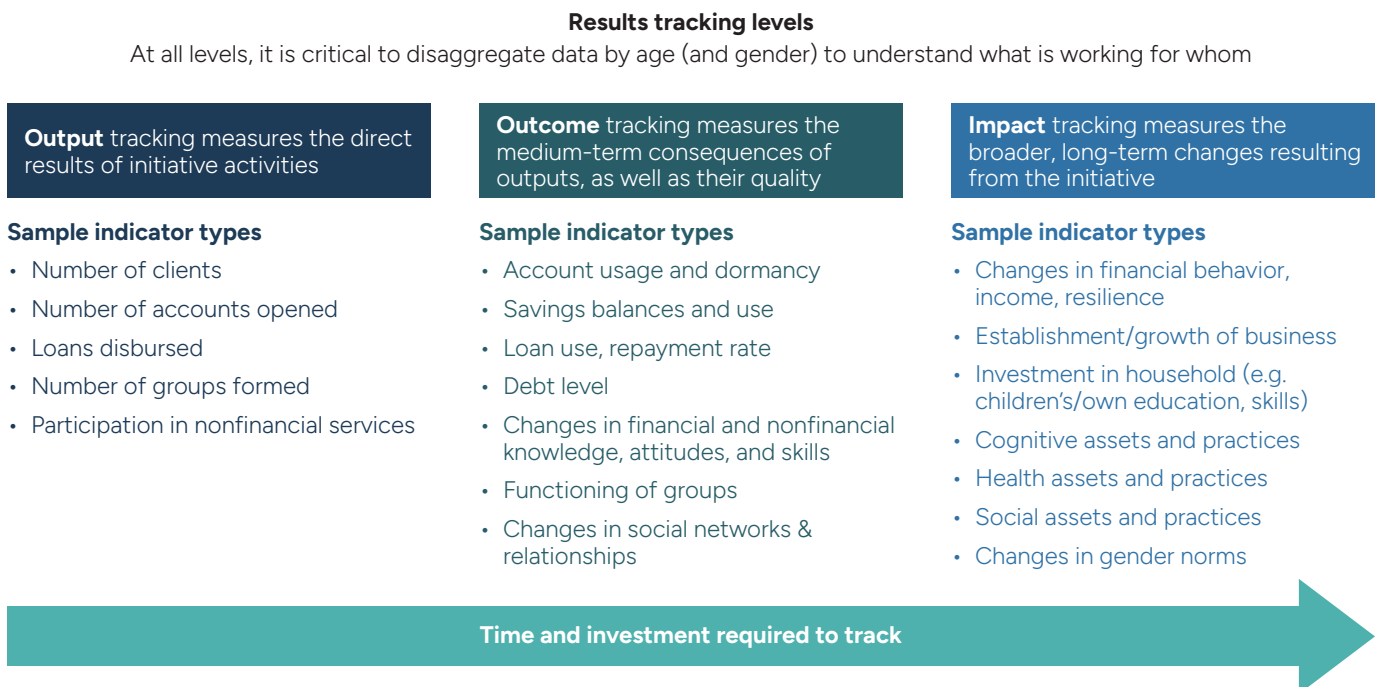 Results tracking levels
At all levels, it is critical to disaggregate data by age (and gender) to understand what is working for whom
Output tracking measures the direct
results of initiative activities
Sample indicator types
• Number of clients
• Number of accounts opened
• Loans disbursed
• Number of groups formed
• Participation in nonfinancial services
Outcome tracking measures the
medium-term consequences of
outputs, as well as their quality
Sample indicator types
• Account usage and dormancy
• Savings balances and use
• Loan use, repayment rate
• Debt level
• Changes in financial and nonfinancial
knowledge, attitudes, and skills
• Functioning of groups
• Changes in social networks &
relationships
Impact tracking measures the
broader, long-term changes resulting
from the initiative
Sample indicator types
• Changes in financial behavior,
income, resilience
• Establishment/growth of business
• Investment in household (e.g.
children’s/own education, skills)
• Cognitive assets and practices
• Health assets and practices
• Social assets and practices
• Changes in gender norms
Time and investment required to track